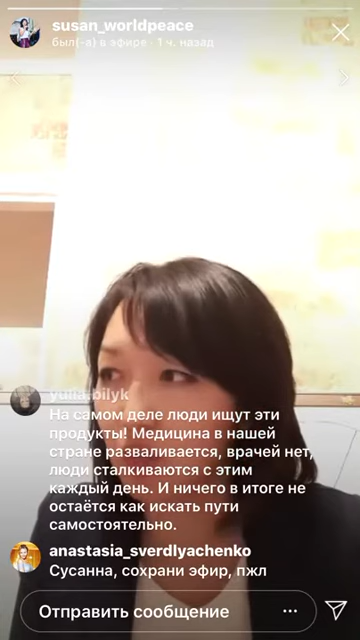 susan_worldpeace
был(-а) в эфире · 1 ч. назад
yulia.bilyk
На самом деле люди ищут эти
продукты! Медицина в нашей
стране разваливается, врачей нет,
люди сталкиваются с этим
каждый день. И ничего в итоге не
остаётся как искать пути
самостоятельно.
anastasia_sverdlyachenko
Сусанна, сохрани эфир, пжл
Отправить сообщение